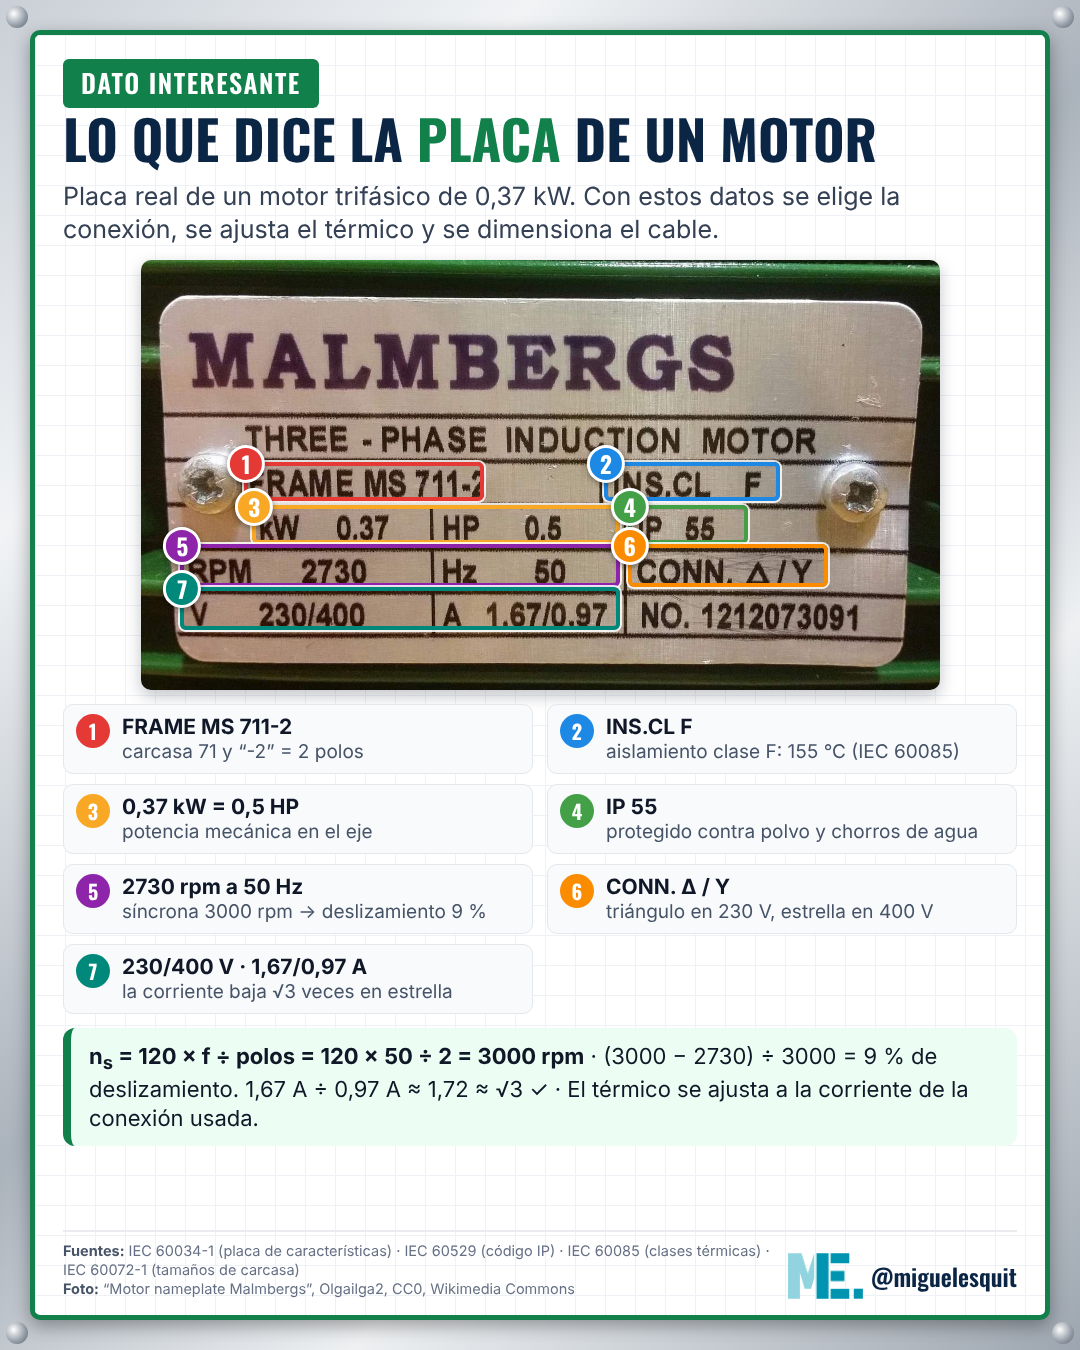 DATO INTERESANTE
LO QUE DICE LA PLACA DE UN MOTOR
Placa real de un motor trifásico de 0,37 kW. Con estos datos se elige la
conexión, se ajusta el térmico y se dimensiona el cable.
MALMBERGS
THREE - PHASE INDUCTION MOTOR
1 FRAME MS 711-2 2 INS.CL F
3 KW 0.37 HP 0.5 4 IP 55
5 RPM 2730 Hz 50 6 CONN. Δ/Y
7 V 230/400 A 1.67/0.97 NO. 1212073091
1 FRAME MS 711-2
carcasa 71 y “-2” = 2 polos
2 INS.CL F
aislamiento clase F: 155 °C (IEC 60085)
3 0,37 kW = 0,5 HP
potencia mecánica en el eje
4 IP 55
protegido contra polvo y chorros de agua
5 2730 rpm a 50 Hz
síncrona 3000 rpm → deslizamiento 9 %
6 CONN. Δ / Y
triángulo en 230 V, estrella en 400 V
7 230/400 V · 1,67/0,97 A
la corriente baja √3 veces en estrella
ns = 120 × f ÷ polos = 120 × 50 ÷ 2 = 3000 rpm · (3000 − 2730) ÷ 3000 = 9 % de
deslizamiento. 1,67 A ÷ 0,97 A ≈ 1,72 ≈ √3 ✓ · El térmico se ajusta a la corriente de la
conexión usada.
Fuentes: IEC 60034-1 (placa de características) · IEC 60529 (código IP) · IEC 60085 (clases térmicas) ·
IEC 60072-1 (tamaños de carcasa)
Foto: “Motor nameplate Malmbergs”, Olgailga2, CC0, Wikimedia Commons
ME. @miguelesquit